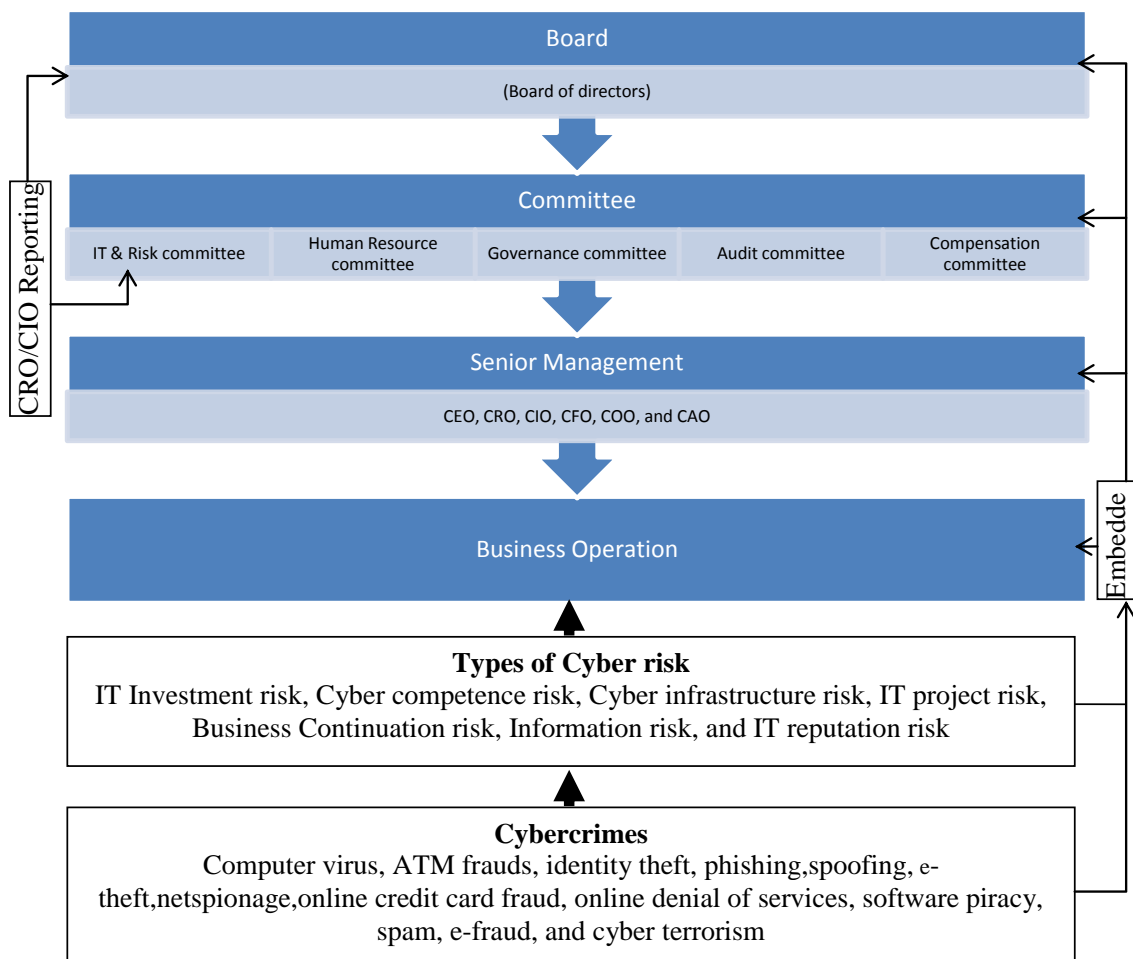 Board
(Board of directors)
Committee
IT & Risk committee
Human Resource
committee
Governance committee
Audit committee
Compensation
committee
CRO/CIO Reporting
Senior Management
CEO, CRO, CIO, CFO, COO, and CAO
Business Operation
Embedde
Types of Cyber risk
IT Investment risk, Cyber competence risk, Cyber infrastructure risk, IT project risk,
Business Continuation risk, Information risk, and IT reputation risk
Cybercrimes
Computer virus, ATM frauds, identity theft, phishing,spoofing, e-
theft,netspionage,online credit card fraud, online denial of services, software piracy,
spam, e-fraud, and cyber terrorism